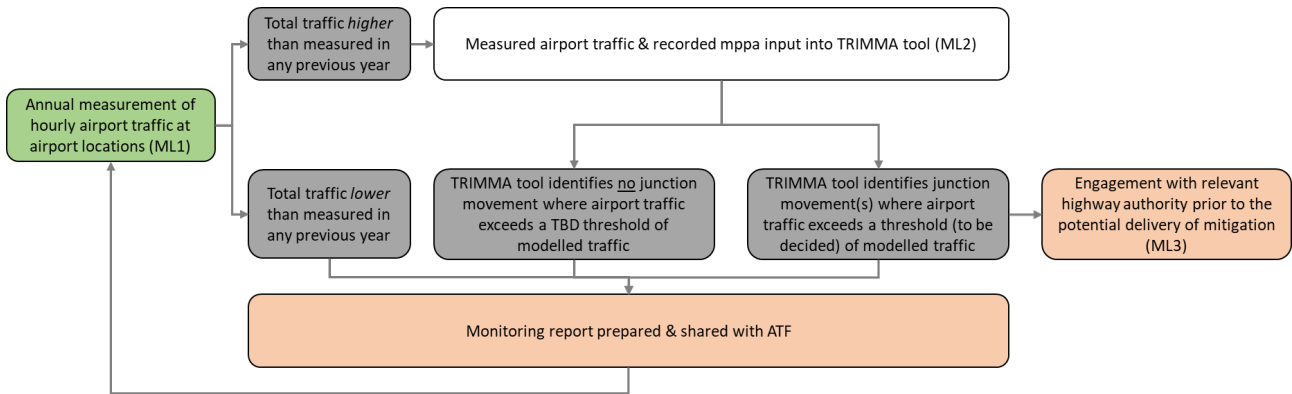 Total traffic higher
than measured in
any previous year
Measured airport traffic & recorded mppa input into TRIMMA tool (ML2)
Annual measurement of
hourly airport traffic at
airport locations (ML1)
Total traffic lower
than measured in
any previous year
TRIMMA tool identifies no junction
movement where airport traffic
exceeds a TBD threshold of
modelled traffic
TRIMMA tool identifies junction
movement(s) where airport
traffic exceeds a threshold (to be
decided) of modelled traffic
Engagement with relevant
highway authority prior to the
potential delivery of mitigation
(ML3)
Monitoring report prepared & shared with ATF